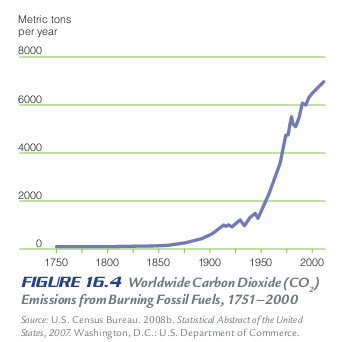 Metric tons
per year
8000
6000
4000
2000
0
1750 1800 1850 1900 1950 2000
FIGURE 16.4 Worldwide Carbon Dioxide (CO2)
Emissions from Burning Fossil Fuels, 1751–2000
Source: U.S. Census Bureau. 2008b. Statistical Abstract of the United
States, 2007. Washington, D.C.: U.S. Department of Commerce.